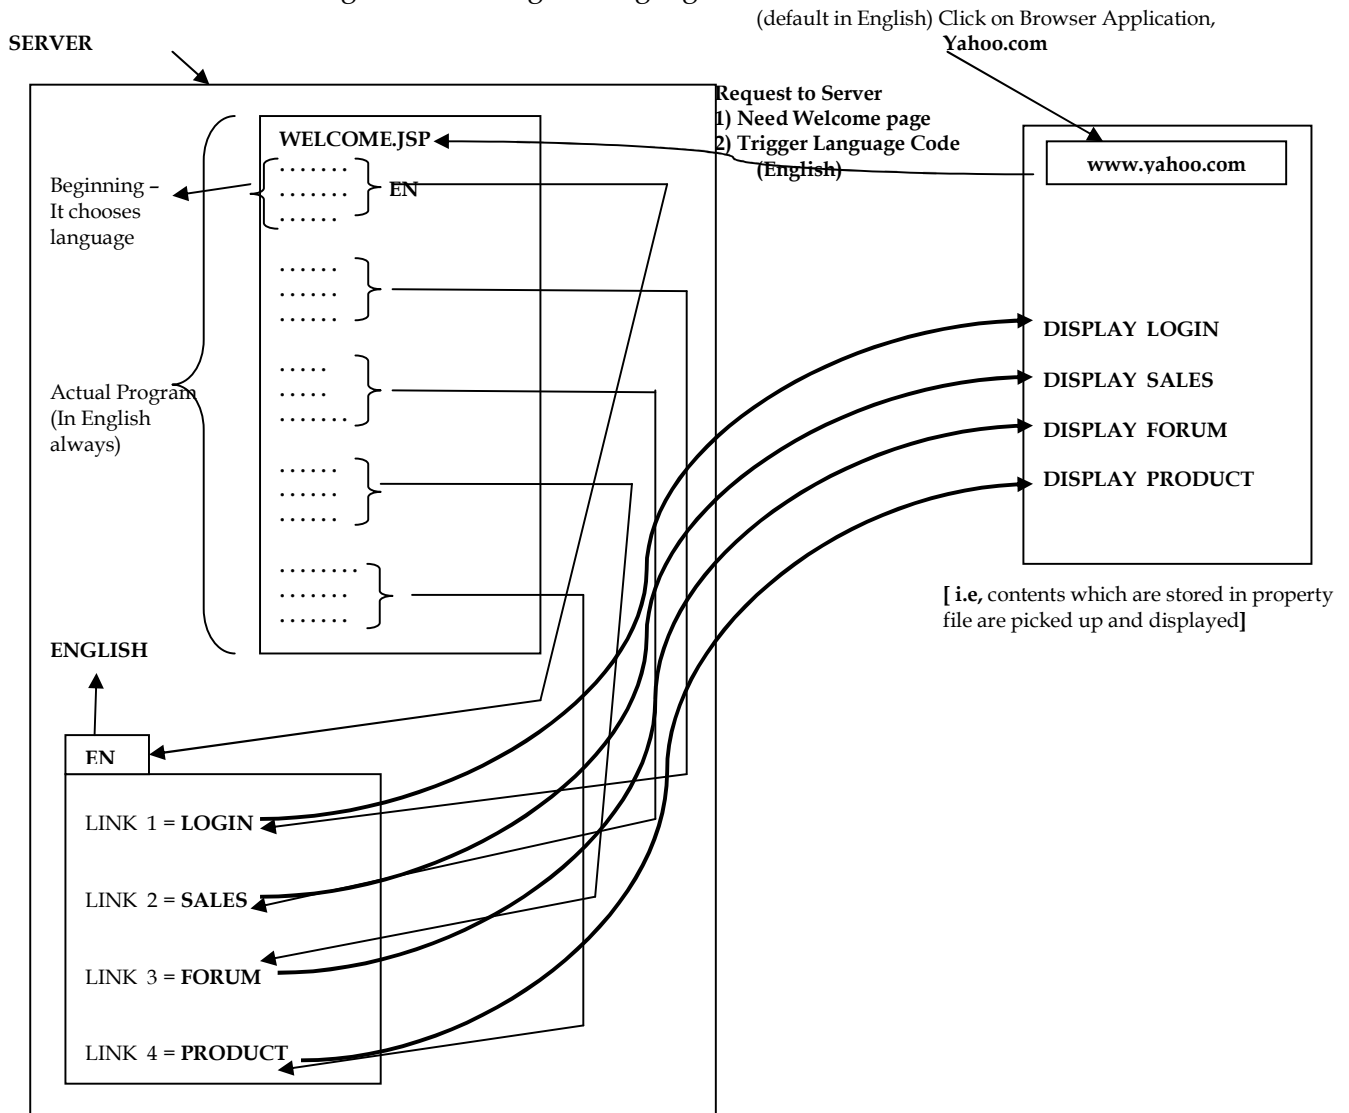 (default in English) Click on Browser Application,
Yahoo.com
SERVER
Request to Server
1) Need Welcome page
2) Trigger Language Code
(English)
WELCOME.JSP
. . . . . . .
. . . . . . .
. . . . . .
EN
Beginning –
It chooses
language
. . . . . .
. . . . . .
. . . . . .
. . . . .
. . . . .
. . . . . . .
Actual Program
(In English
always)
. . . . . .
. . . . . .
. . . . . .
. . . . . . . .
. . . . . . .
. . . . . . .
www.yahoo.com
DISPLAY LOGIN
DISPLAY SALES
DISPLAY FORUM
DISPLAY PRODUCT
[ i.e, contents which are stored in property
file are picked up and displayed]
ENGLISH
EN
LINK 1 = LOGIN
LINK 2 = SALES
LINK 3 = FORUM
LINK 4 = PRODUCT